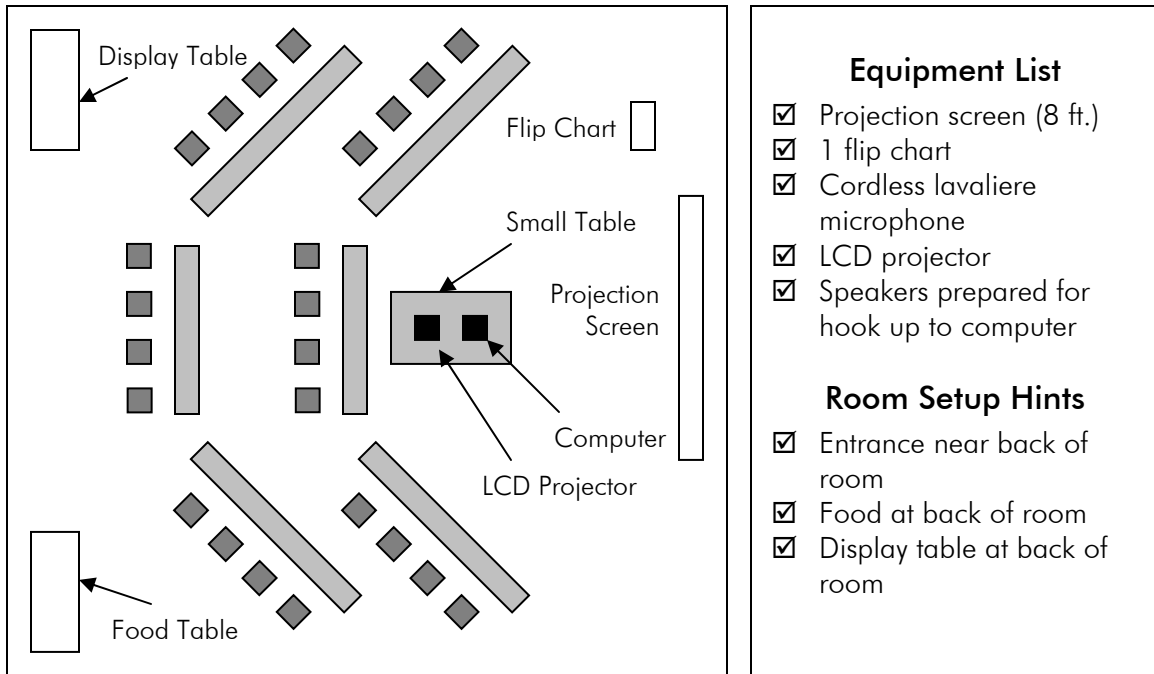 Display Table
Flip Chart
Small Table
Projection
Screen
Computer
LCD Projector
Food Table
Equipment List
☑ Projection screen (8 ft.)
☑ 1 flip chart
☑ Cordless lavaliere
microphone
☑ LCD projector
☑ Speakers prepared for
hook up to computer
Room Setup Hints
☑ Entrance near back of
room
☑ Food at back of room
☑ Display table at back of
room